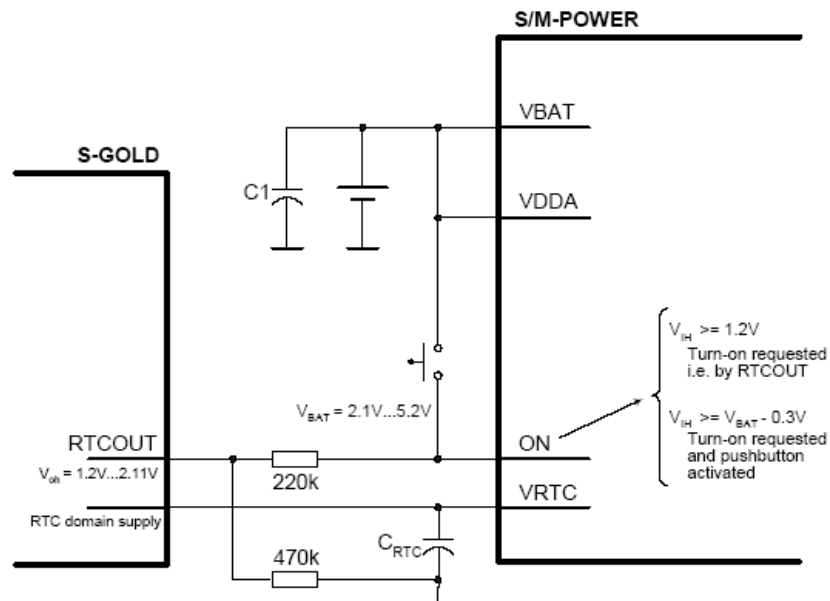 S/M-POWER
VBAT
S-GOLD
C1
VDDA
V_IH >= 1.2V
Turn-on requested
i.e. by RTCOUT
V_BAT = 2.1V...5.2V
V_IH >= V_BAT - 0.3V
Turn-on requested
and pushbutton
activated
RTCOUT
ON
V_oh = 1.2V...2.11V
220k
VRTC
RTC domain supply
C_RTC
470k